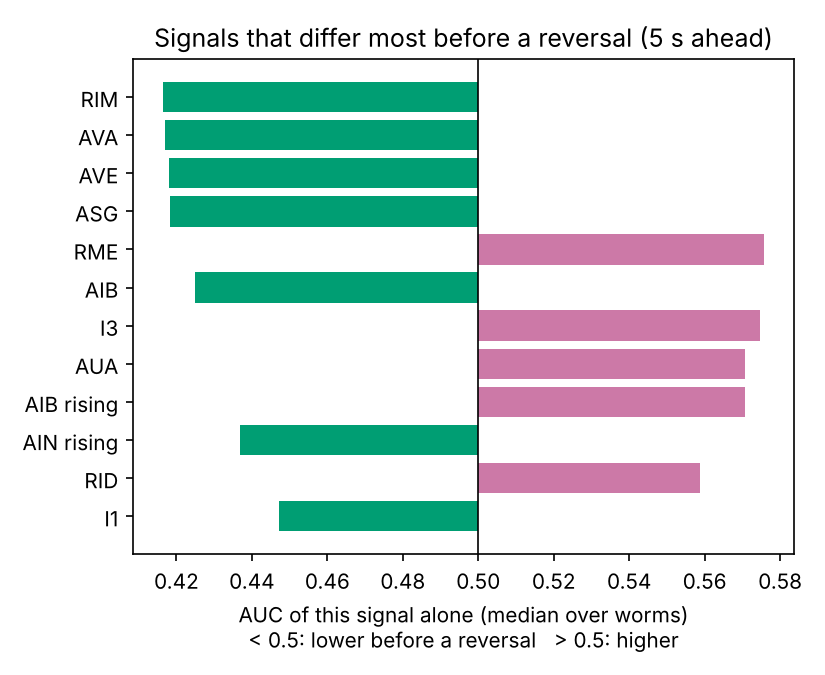 Signals that differ most before a reversal (5 s ahead)
RIM
AVA
AVE
ASG
RME
AIB
I3
AUA
AIB rising
AIN rising
RID
I1
0.42 0.44 0.46 0.48 0.50 0.52 0.54 0.56 0.58
AUC of this signal alone (median over worms)
< 0.5: lower before a reversal > 0.5: higher